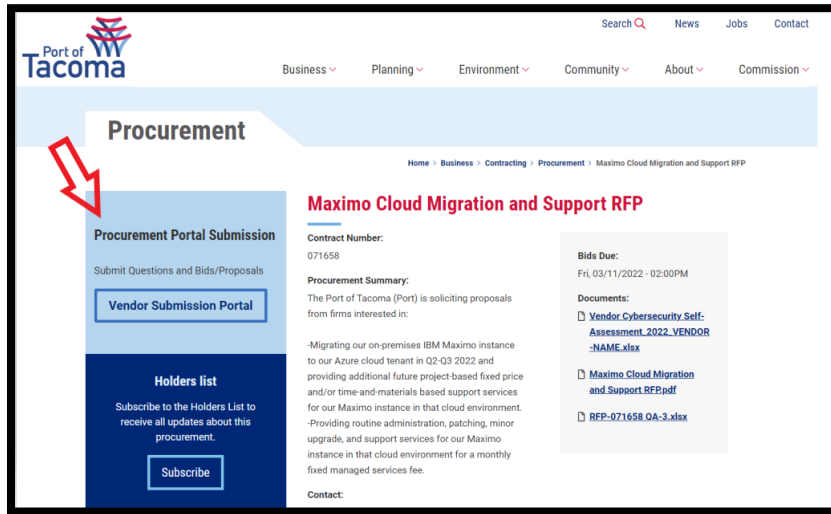 Search
News
Jobs
Contact
Port of
Tacoma
Business
Planning
Environment
Community
About
Commission
Procurement
Home > Business > Contracting > Procurement > Maximo Cloud Migration and Support RFP
Procurement Portal Submission
Submit Questions and Bids/Proposals
Vendor Submission Portal
Holders list
Subscribe to the Holders List to
receive all updates about this
procurement.
Subscribe
Maximo Cloud Migration and Support RFP
Contract Number:
071658
Procurement Summary:
The Port of Tacoma (Port) is soliciting proposals
from firms interested in:
-Migrating our on-premises IBM Maximo instance
to our Azure cloud tenant in Q2-Q3 2022 and
providing additional future project-based fixed price
and/or time-and-materials based support services
for our Maximo instance in that cloud environment.
-Providing routine administration, patching, minor
upgrade, and support services for our Maximo
instance in that cloud environment for a monthly
fixed managed services fee.
Contact:
Bids Due:
Fri, 03/11/2022 - 02:00PM
Documents:
Vendor Cybersecurity Self-
Assessment_2022_VENDOR
-NAME.xlsx
Maximo Cloud Migration
and Support RFP.pdf
RFP-071658 QA-3.xlsx